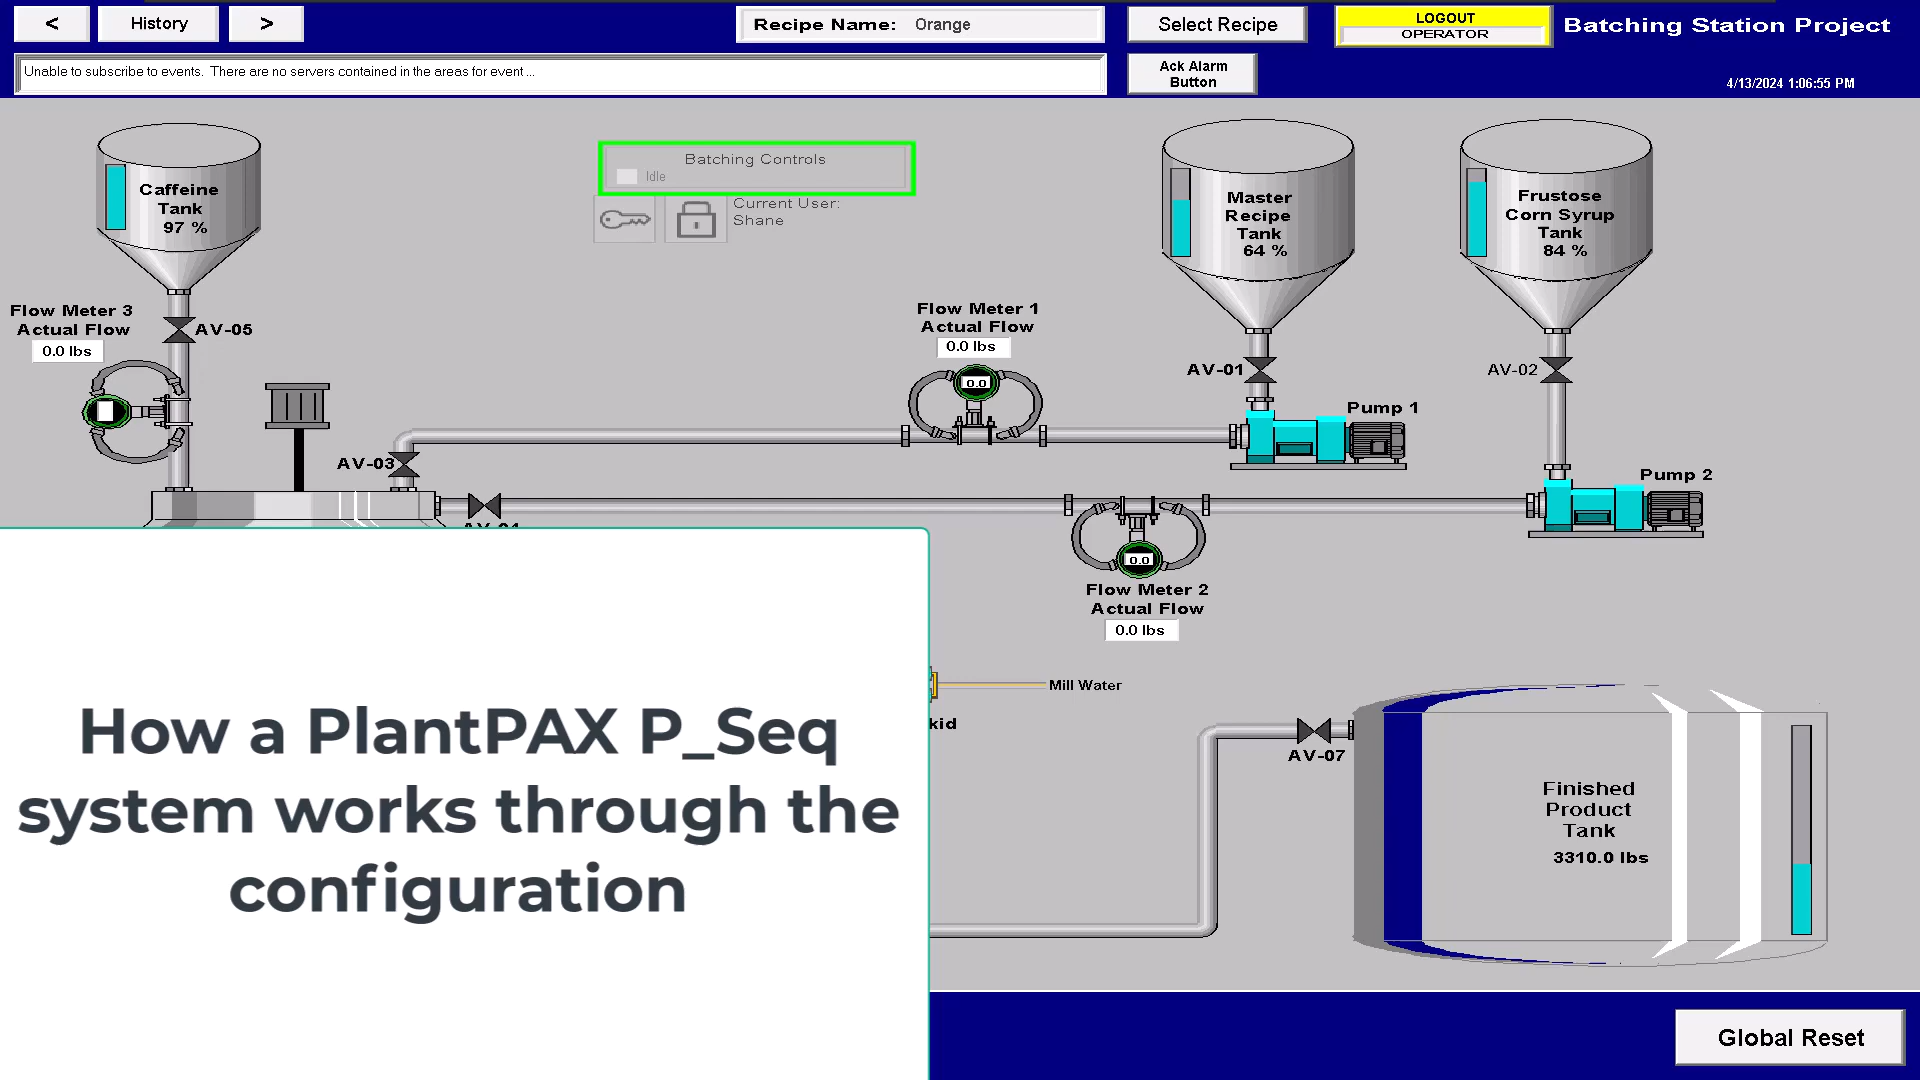 <
History
>
Recipe Name: Orange
Select Recipe
LOGOUT
OPERATOR
Batching Station Project
Unable to subscribe to events. There are no servers contained in the areas for event ...
Ack Alarm
Button
4/13/2024 1:06:55 PM
Batching Controls
Idle
Current User:
Shane
Caffeine
Tank
97 %
Master
Recipe
Tank
64 %
Frustose
Corn Syrup
Tank
84 %
Flow Meter 3
Actual Flow
0.0 lbs
AV-05
Flow Meter 1
Actual Flow
0.0 lbs
0.0
AV-01
AV-02
Pump 1
AV-03
Pump 2
0.0
Flow Meter 2
Actual Flow
0.0 lbs
Mill Water
kid
AV-07
Finished
Product
Tank
3310.0 lbs
How a PlantPAX P_Seq
system works through the
configuration
Global Reset